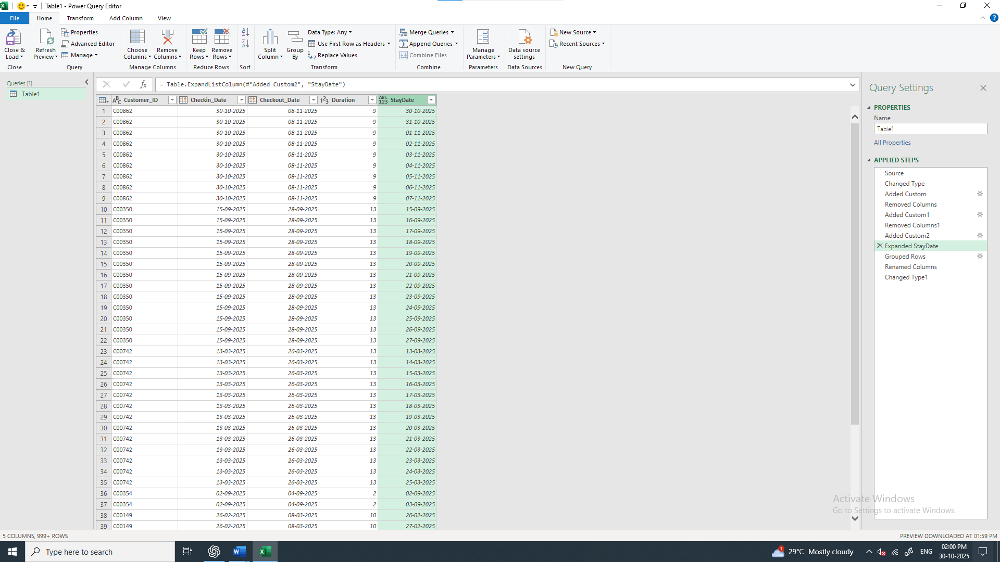 Table1 - Power Query Editor
File Home Transform Add Column View
Close & Load
Close
Refresh Preview
Properties
Advanced Editor
Manage
Query
Choose Columns
Remove Columns
Manage Columns
Keep Rows
Remove Rows
Reduce Rows
Sort
Split Column
Group By
Data Type: Any
Use First Row as Headers
Replace Values
Transform
Merge Queries
Append Queries
Combine Files
Combine
Manage Parameters
Parameters
Data source settings
Data Sources
New Source
Recent Sources
New Query
Queries [1]
Table1
fx = Table.ExpandListColumn(#"Added Custom2", "StayDate")
ABC Customer_ID Checkin_Date Checkout_Date 123 Duration ABC 123 StayDate
1 C00862 30-10-2025 08-11-2025 9 30-10-2025
2 C00862 30-10-2025 08-11-2025 9 31-10-2025
3 C00862 30-10-2025 08-11-2025 9 01-11-2025
4 C00862 30-10-2025 08-11-2025 9 02-11-2025
5 C00862 30-10-2025 08-11-2025 9 03-11-2025
6 C00862 30-10-2025 08-11-2025 9 04-11-2025
7 C00862 30-10-2025 08-11-2025 9 05-11-2025
8 C00862 30-10-2025 08-11-2025 9 06-11-2025
9 C00862 30-10-2025 08-11-2025 9 07-11-2025
10 C00350 15-09-2025 28-09-2025 13 15-09-2025
11 C00350 15-09-2025 28-09-2025 13 16-09-2025
12 C00350 15-09-2025 28-09-2025 13 17-09-2025
13 C00350 15-09-2025 28-09-2025 13 18-09-2025
14 C00350 15-09-2025 28-09-2025 13 19-09-2025
15 C00350 15-09-2025 28-09-2025 13 20-09-2025
16 C00350 15-09-2025 28-09-2025 13 21-09-2025
17 C00350 15-09-2025 28-09-2025 13 22-09-2025
18 C00350 15-09-2025 28-09-2025 13 23-09-2025
19 C00350 15-09-2025 28-09-2025 13 24-09-2025
20 C00350 15-09-2025 28-09-2025 13 25-09-2025
21 C00350 15-09-2025 28-09-2025 13 26-09-2025
22 C00350 15-09-2025 28-09-2025 13 27-09-2025
23 C00742 13-03-2025 26-03-2025 13 13-03-2025
24 C00742 13-03-2025 26-03-2025 13 14-03-2025
25 C00742 13-03-2025 26-03-2025 13 15-03-2025
26 C00742 13-03-2025 26-03-2025 13 16-03-2025
27 C00742 13-03-2025 26-03-2025 13 17-03-2025
28 C00742 13-03-2025 26-03-2025 13 18-03-2025
29 C00742 13-03-2025 26-03-2025 13 19-03-2025
30 C00742 13-03-2025 26-03-2025 13 20-03-2025
31 C00742 13-03-2025 26-03-2025 13 21-03-2025
32 C00742 13-03-2025 26-03-2025 13 22-03-2025
33 C00742 13-03-2025 26-03-2025 13 23-03-2025
34 C00742 13-03-2025 26-03-2025 13 24-03-2025
35 C00742 13-03-2025 26-03-2025 13 25-03-2025
36 C00354 02-09-2025 04-09-2025 2 02-09-2025
37 C00354 02-09-2025 04-09-2025 2 03-09-2025
38 C00149 26-02-2025 08-03-2025 10 26-02-2025
39 C00149 26-02-2025 08-03-2025 10 27-02-2025
Query Settings
PROPERTIES
Name
Table1
All Properties
APPLIED STEPS
Source
Changed Type
Added Custom
Removed Columns
Added Custom1
Removed Columns1
Added Custom2
Expanded StayDate
Grouped Rows
Renamed Columns
Changed Type1
Activate Windows
Go to Settings to activate Windows.
5 COLUMNS, 999+ ROWS
PREVIEW DOWNLOADED AT 01:59 PM
Type here to search
1 29°C Mostly cloudy
ENG
02:00 PM
30-10-2025